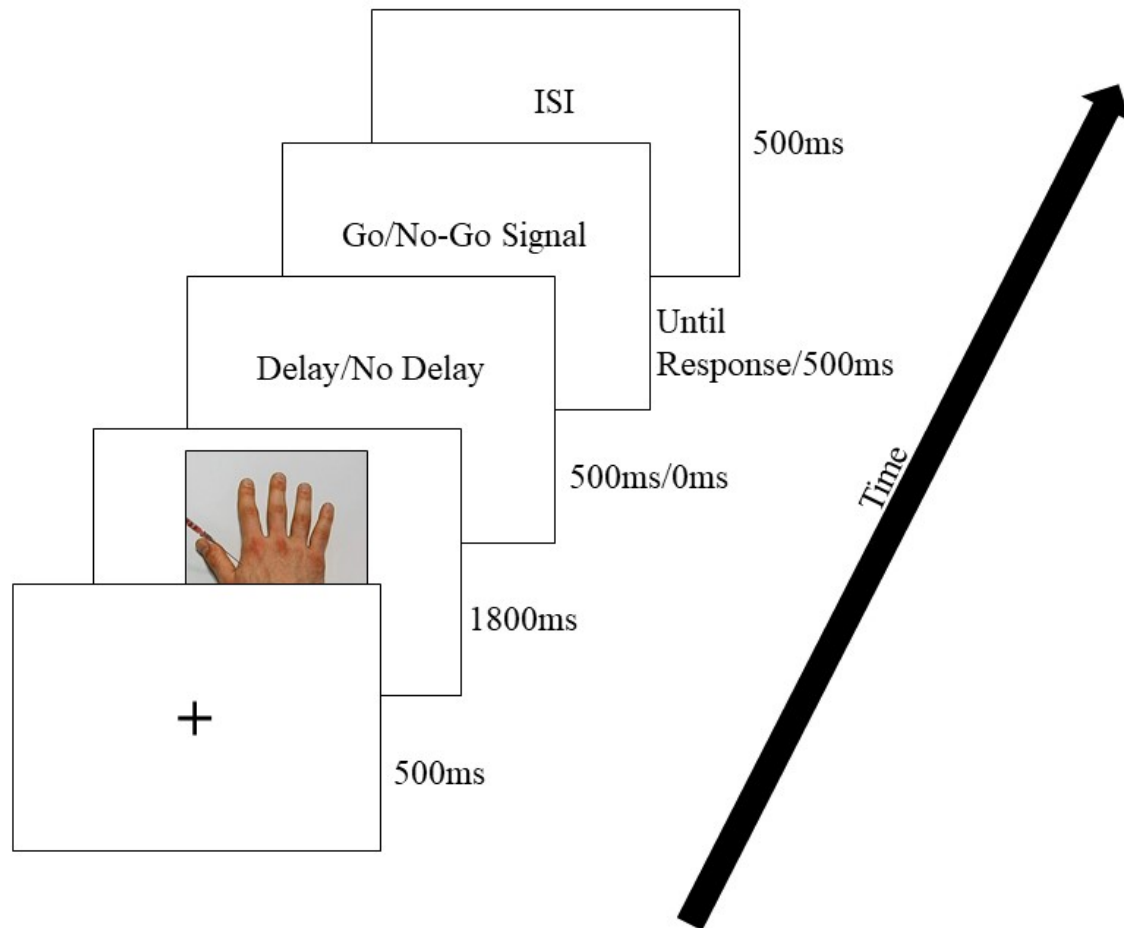 ISI
500ms
Go/No-Go Signal
Until
Response/500ms
Delay/No Delay
500ms/0ms
Time
1800ms
+
500ms